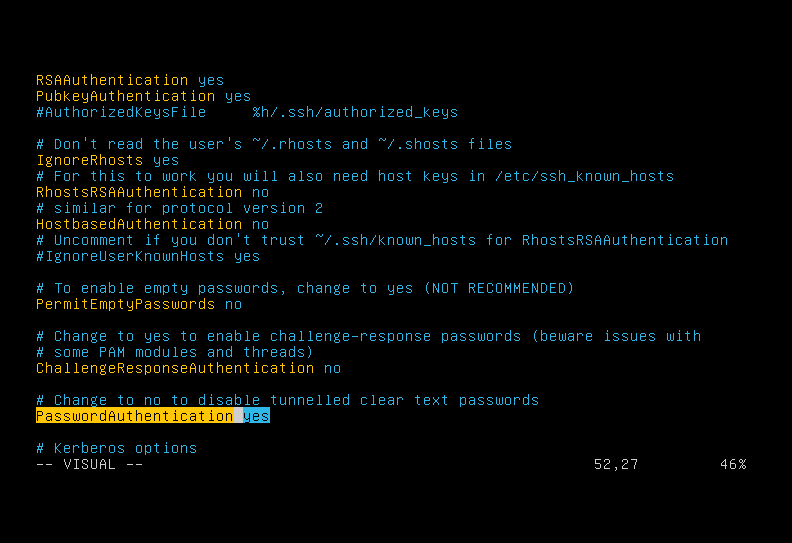 RSAAuthentication yes
PubkeyAuthentication yes
#AuthorizedKeysFile     %h/.ssh/authorized_keys
# Don't read the user's ~/.rhosts and ~/.shosts files
IgnoreRhosts yes
# For this to work you will also need host keys in /etc/ssh_known_hosts
RhostsRSAAuthentication no
# similar for protocol version 2
HostbasedAuthentication no
# Uncomment if you don't trust ~/.ssh/known_hosts for RhostsRSAAuthentication
#IgnoreUserKnownHosts yes
# To enable empty passwords, change to yes (NOT RECOMMENDED)
PermitEmptyPasswords no
# Change to yes to enable challenge-response passwords (beware issues with
# some PAM modules and threads)
ChallengeResponseAuthentication no
# Change to no to disable tunnelled clear text passwords
PasswordAuthentication yes
# Kerberos options
-- VISUAL --                                                  52,27         46%